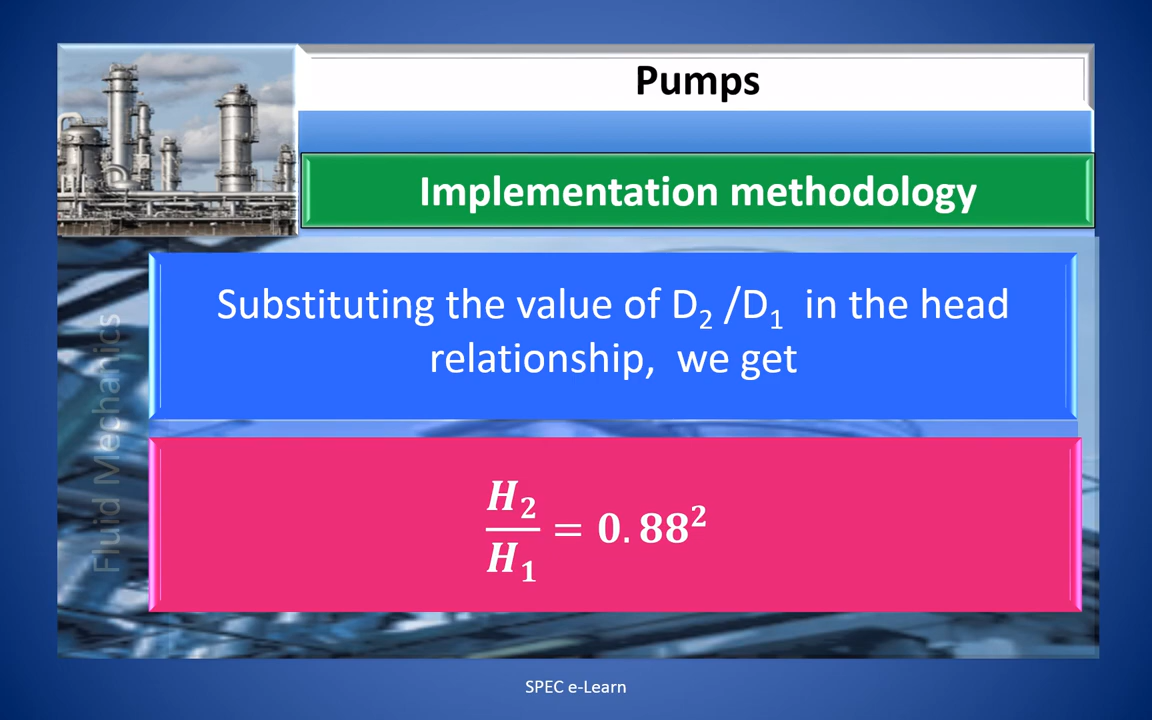 Pumps
Implementation methodology
Substituting the value of D₂ /D₁ in the head
relationship, we get
H₂/H₁ = 0.88²
Fluid Mechanics
SPEC e-Learn